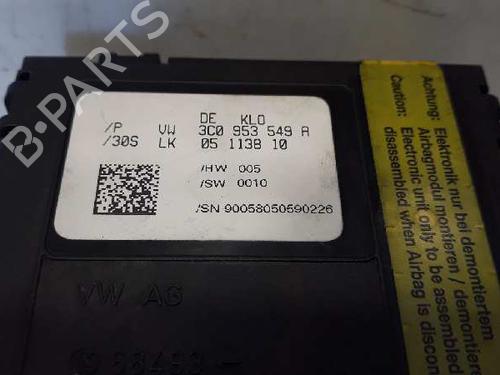 DE KLO
/P VW 3C0 953 549 A
/30S LK 05 1138 10
/HW 005
/SW 0010
/SN 90058050590226
VW AG
Achtung: Elektronik nur bei demontiertem
Airbagmodul montieren / demontieren
Caution: Electronic unit only to be assembled
disassembled when Airbag is discon
B-PARTS